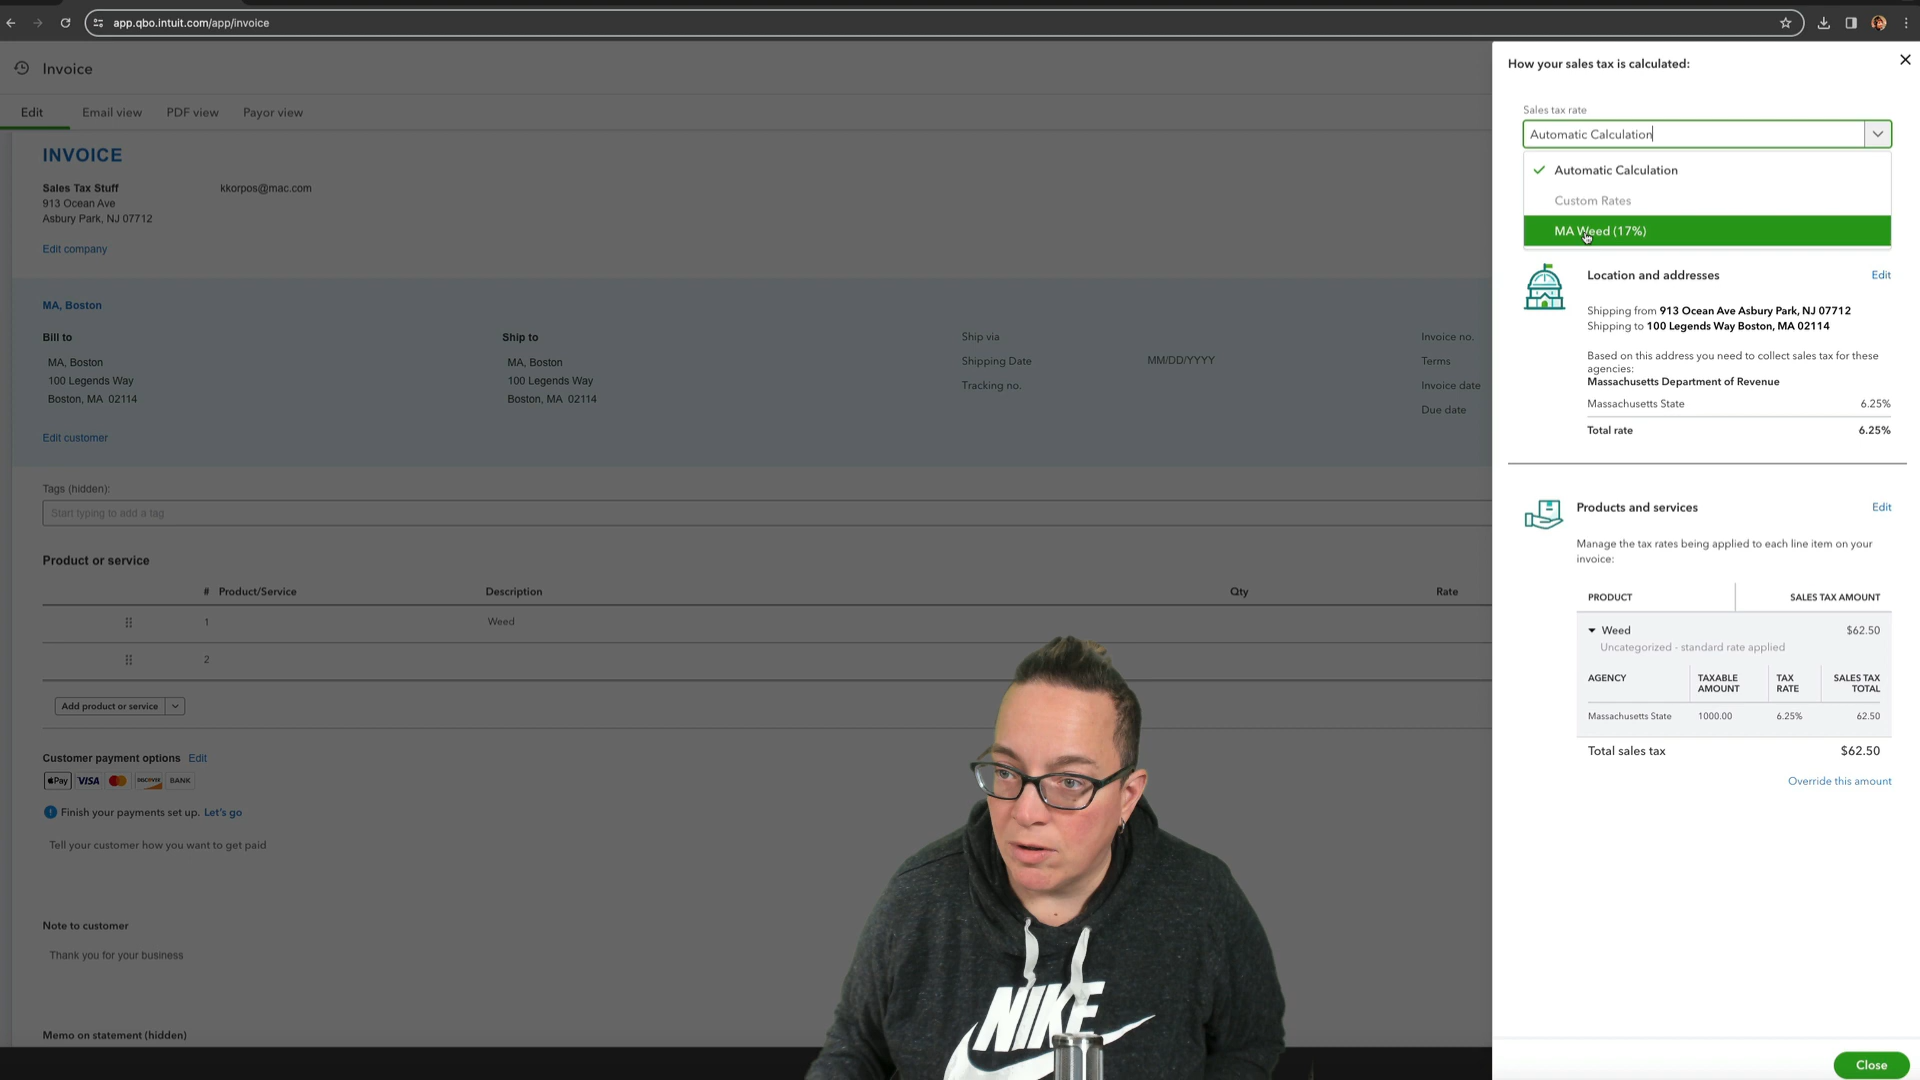 app.qbo.intuit.com/app/invoice
Invoice
Edit
Email view
PDF view
Payor view
INVOICE
Sales Tax Stuff
kkorpos@mac.com
913 Ocean Ave
Asbury Park, NJ 07712
Edit company
MA, Boston
Bill to
Ship to
Ship via
Invoice no.
MA, Boston
100 Legends Way
Boston, MA 02114
MA, Boston
100 Legends Way
Boston, MA 02114
Shipping Date
MM/DD/YYYY
Tracking no.
Terms
Invoice date
Due date
Edit customer
Tags (hidden):
Start typing to add a tag
Product or service
# Product/Service Description Qty Rate
1 Weed
2
Add product or service
Customer payment options Edit
Pay VISA DISCOVER BANK
Finish your payments set up. Let's go
Tell your customer how you want to get paid
Note to customer
Thank you for your business
Memo on statement (hidden)
NIKE
How your sales tax is calculated:
Sales tax rate
Automatic Calculation
Automatic Calculation
Custom Rates
MA Weed (17%)
Location and addresses Edit
Shipping from 913 Ocean Ave Asbury Park, NJ 07712
Shipping to 100 Legends Way Boston, MA 02114
Based on this address you need to collect sales tax for these
agencies:
Massachusetts Department of Revenue
Massachusetts State 6.25%
Total rate 6.25%
Products and services Edit
Manage the tax rates being applied to each line item on your
invoice:
PRODUCT SALES TAX AMOUNT
Weed $62.50
Uncategorized - standard rate applied
AGENCY TAXABLE AMOUNT TAX RATE SALES TAX TOTAL
Massachusetts State 1000.00 6.25% 62.50
Total sales tax $62.50
Override this amount
Close